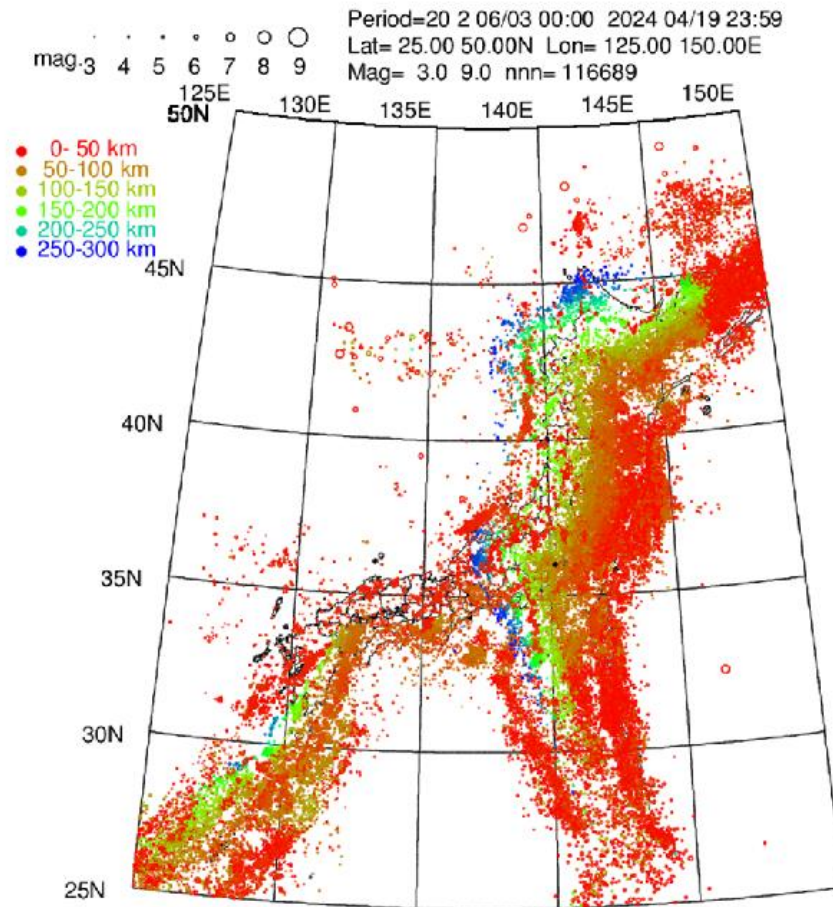 Period=20 2 06/03 00:00 2024 04/19 23:59
Lat= 25.00 50.00N Lon= 125.00 150.00E
Mag= 3.0 9.0 nnn= 116689
mag. 3 4 5 6 7 8 9
125E 130E 135E 140E 145E 150E
50N
0- 50 km
50-100 km
100-150 km
150-200 km
200-250 km
250-300 km
45N
40N
35N
30N
25N